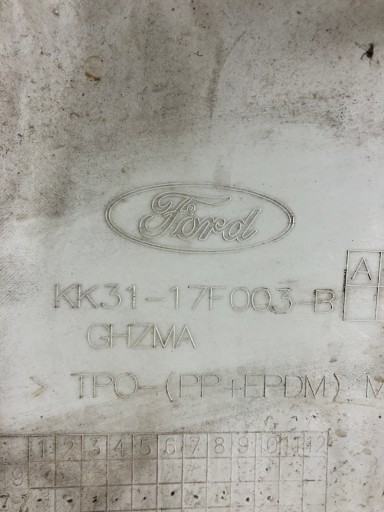 Ford
A
KK31-17F003-B 1
GHZMA
> TPO-(PP+EPDM) M
1 2 3 4 5 6 7 8 9 10 11 12